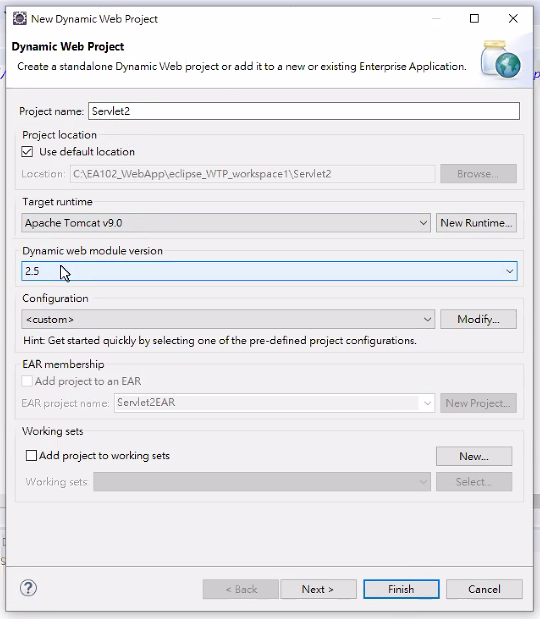 New Dynamic Web Project
Dynamic Web Project
Create a standalone Dynamic Web project or add it to a new or existing Enterprise Application.
Project name: Servlet2
Project location
Use default location
Location: C:\EA102_WebApp\eclipse_WTP_workspace1\Servlet2 Browse...
Target runtime
Apache Tomcat v9.0 New Runtime...
Dynamic web module version
2.5
Configuration
<custom> Modify...
Hint: Get started quickly by selecting one of the pre-defined project configurations.
EAR membership
Add project to an EAR
EAR project name: Servlet2EAR New Project...
Working sets
Add project to working sets New...
Working sets: Select...
? < Back Next > Finish Cancel